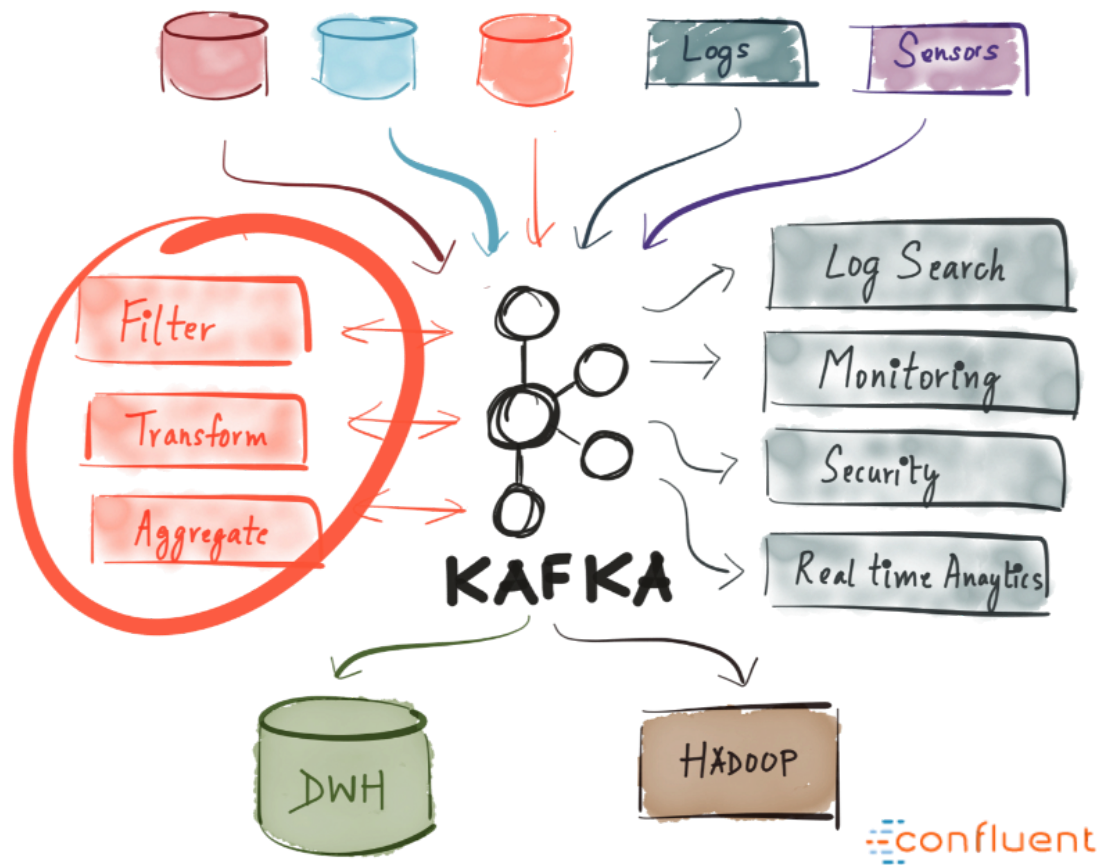 Logs
Sensors
Filter
Transform
Aggregate
Log Search
Monitoring
Security
Real time Anaytics
KAFKA
DWH
HADOOP
confluent